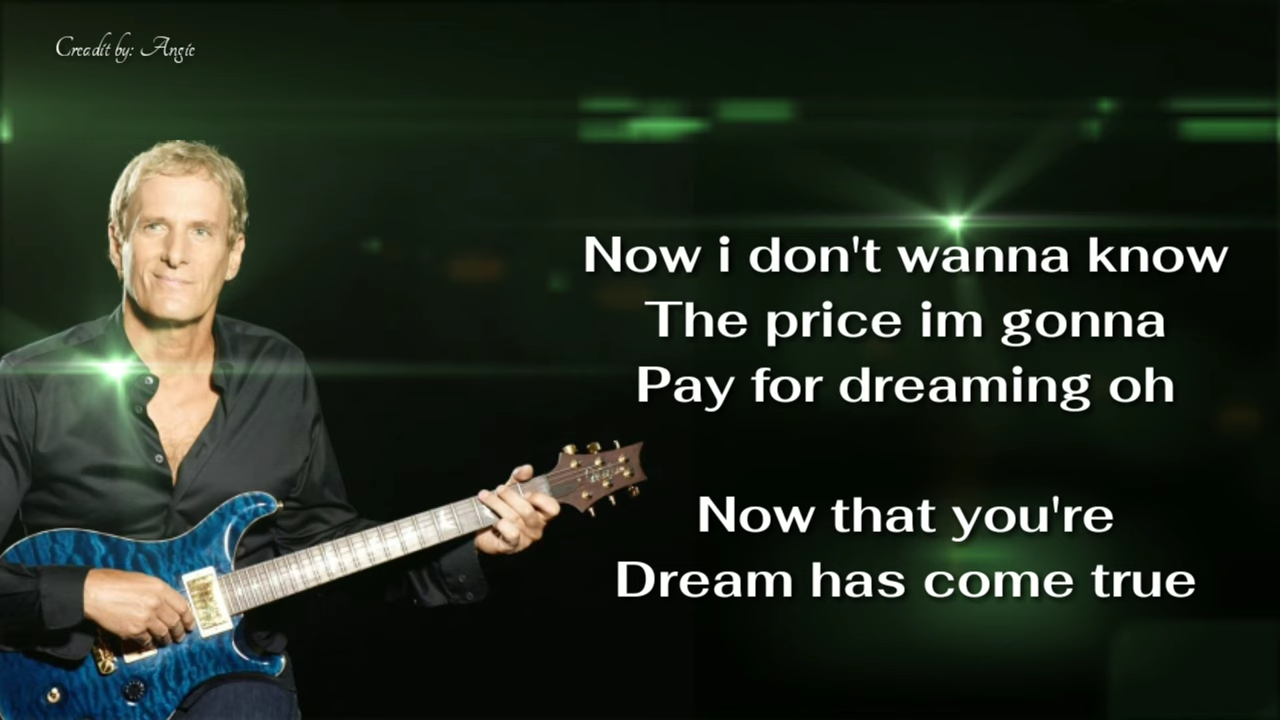 Creadit by: Angie
Now i don't wanna know
The price im gonna
Pay for dreaming oh
Now that you're
Dream has come true